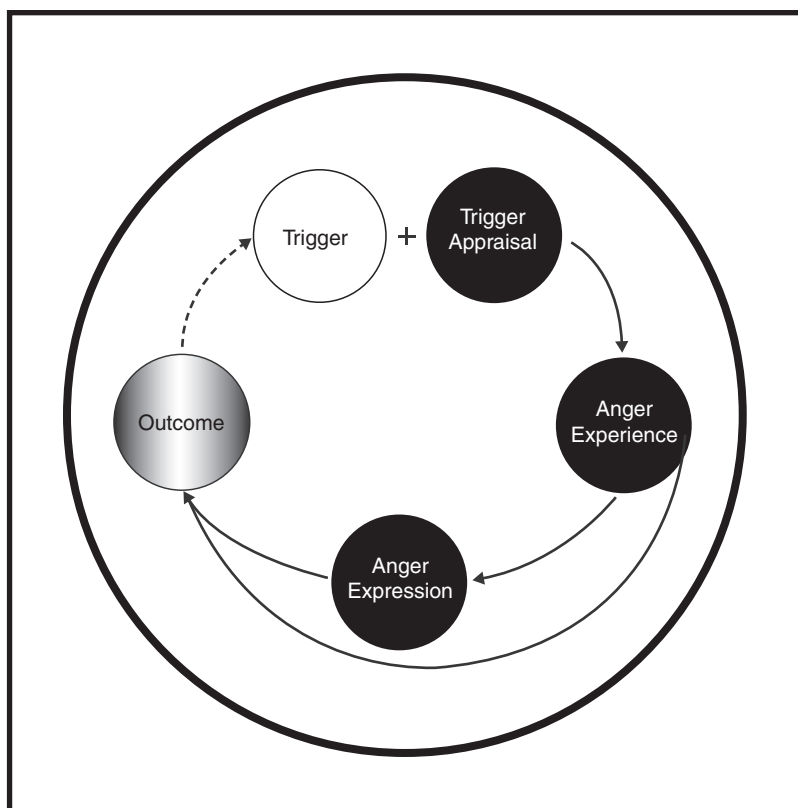 Trigger
+
Trigger
Appraisal
Anger
Experience
Anger
Expression
Outcome